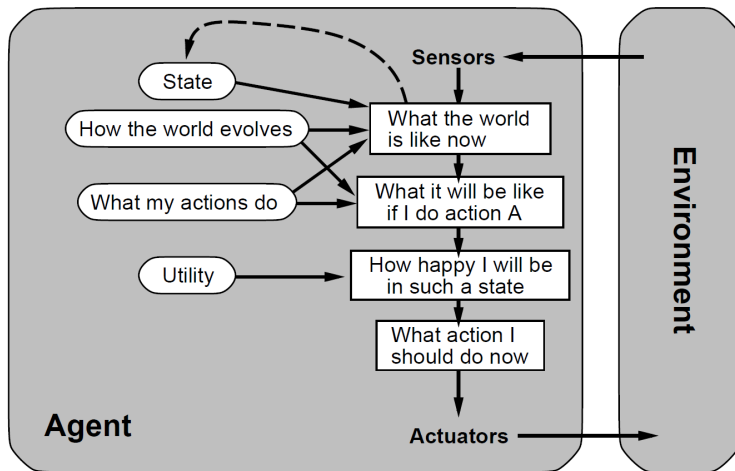 Sensors
State
What the world
is like now
How the world evolves
What it will be like
if I do action A
What my actions do
How happy I will be
in such a state
Utility
What action I
should do now
Agent
Actuators
Environment